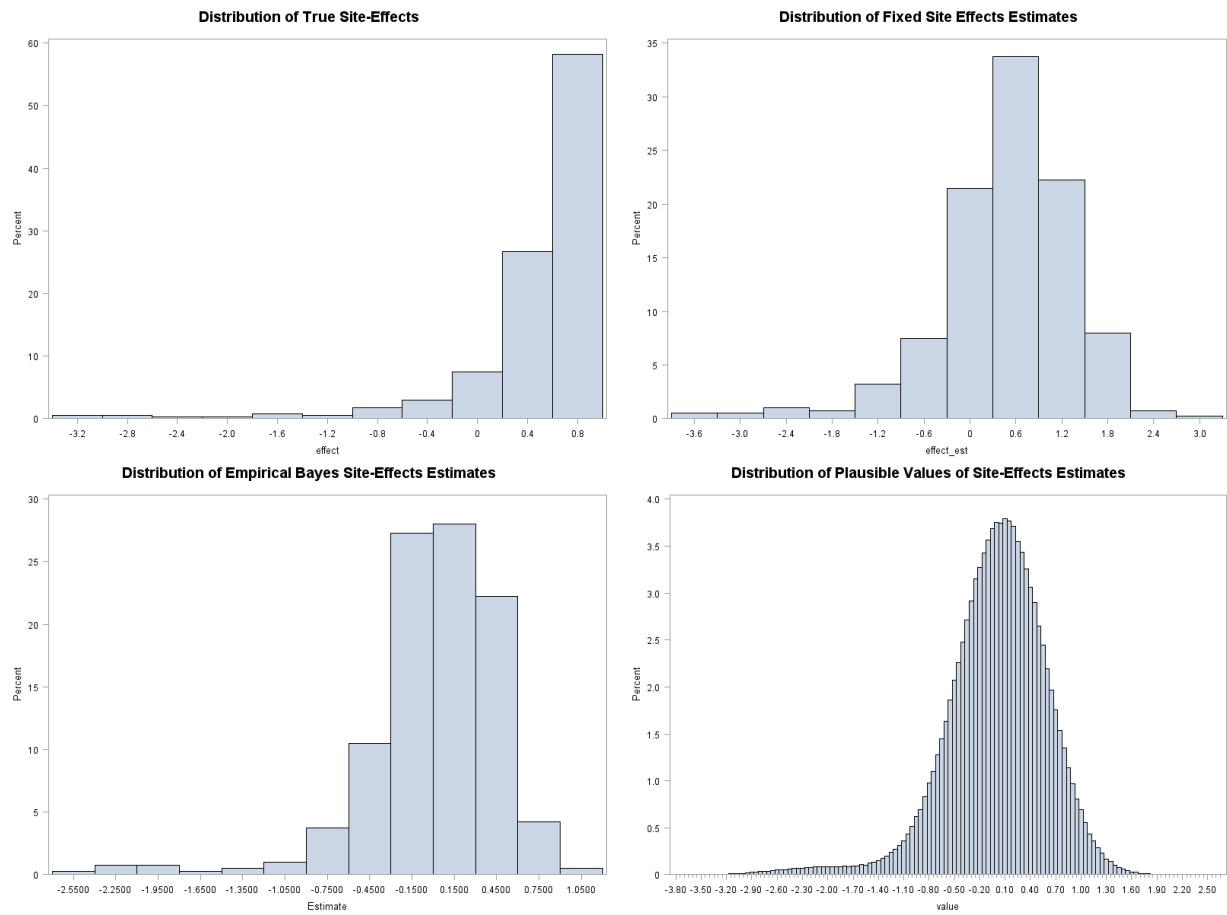 Distribution of True Site-Effects
60
50
40
30
20
10
0
Percent
-3.2 -2.8 -2.4 -2.0 -1.6 -1.2 -0.8 -0.4 0 0.4 0.8
effect
Distribution of Fixed Site Effects Estimates
35
30
25
20
15
10
5
0
Percent
-3.6 -3.0 -2.4 -1.8 -1.2 -0.6 0 0.6 1.2 1.8 2.4 3.0
effect_est
Distribution of Empirical Bayes Site-Effects Estimates
30
25
20
15
10
5
0
Percent
-2.5500 -2.2500 -1.9500 -1.6500 -1.3500 -1.0500 -0.7500 -0.4500 -0.1500 0.1500 0.4500 0.7500 1.0500
Estimate
Distribution of Plausible Values of Site-Effects Estimates
4.0
3.5
3.0
2.5
2.0
1.5
1.0
0.5
0
Percent
-3.80 -3.50 -3.20 -2.90 -2.60 -2.30 -2.00 -1.70 -1.40 -1.10 -0.80 -0.50 -0.20 0.10 0.40 0.70 1.00 1.30 1.60 1.90 2.20 2.50
value